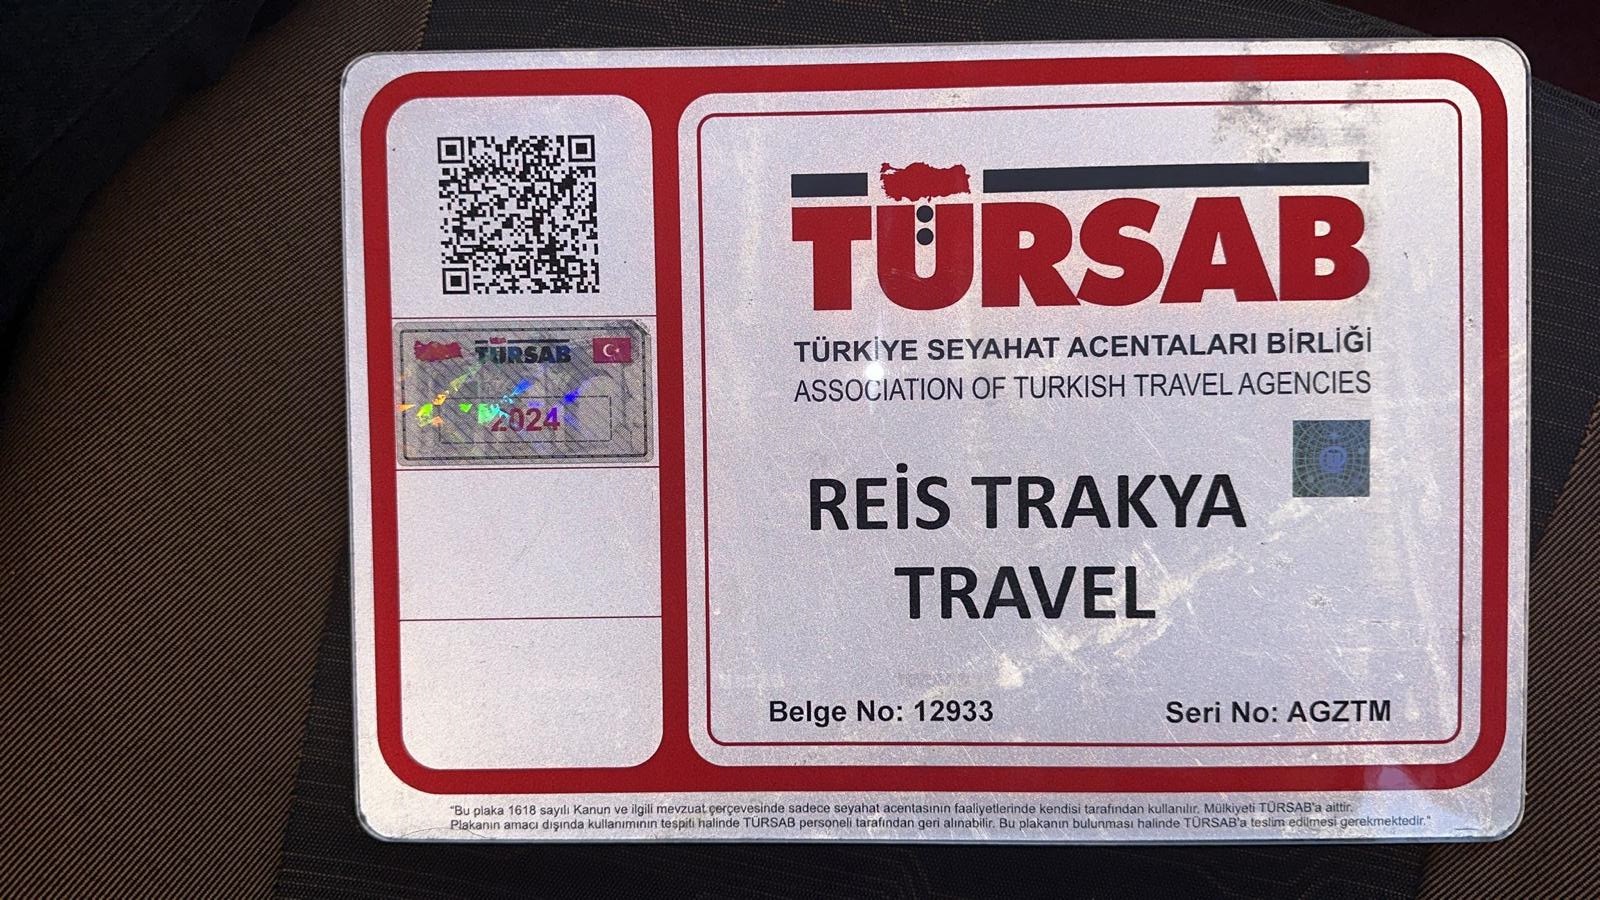 TÜRSAB
2024
TÜRSAB
TÜRKİYE SEYAHAT ACENTALARI BİRLİĞİ
ASSOCIATION OF TURKISH TRAVEL AGENCIES
REİS TRAKYA
TRAVEL
Belge No: 12933
Seri No: AGZTM
"Bu plaka 1618 sayılı Kanun ve ilgili mevzuat çerçevesinde sadece seyahat acentasının faaliyetlerinde kendisi tarafından kullanılır, Mülkiyeti TÜRSAB'a aittir.
Plakanın amacı dışında kullanımının tespiti halinde TÜRSAB personeli tarafından geri alınabilir. Bu plakanın bulunması halinde TÜRSAB'a teslim edilmesi gerekmektedir."